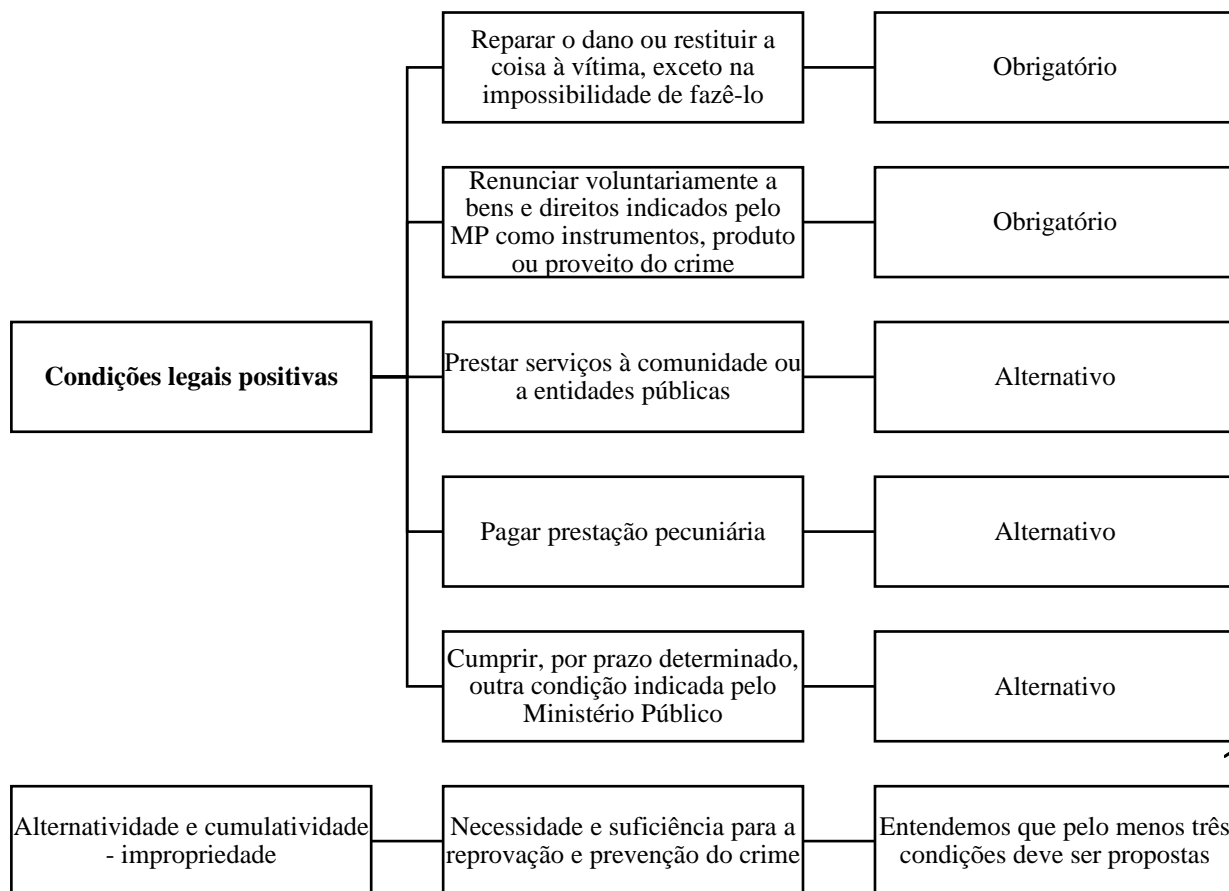 Reparar o dano ou restituir a
coisa à vítima, exceto na
impossibilidade de fazê-lo
Obrigatório
Renunciar voluntariamente a
bens e direitos indicados pelo
MP como instrumentos, produto
ou proveito do crime
Obrigatório
Condições legais positivas
Prestar serviços à comunidade ou
a entidades públicas
Alternativo
Pagar prestação pecuniária
Alternativo
Cumprir, por prazo determinado,
outra condição indicada pelo
Ministério Público
Alternativo
Alternatividade e cumulatividade
- impropriedade
Necessidade e suficiência para a
reprovação e prevenção do crime
Entendemos que pelo menos três
condições deve ser propostas